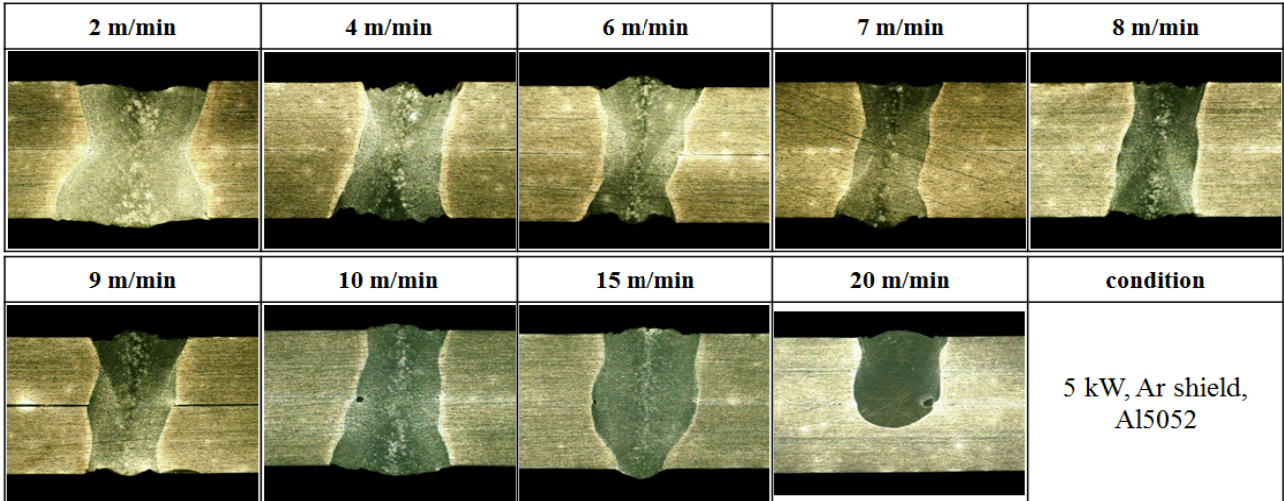 2 m/min
4 m/min
6 m/min
7 m/min
8 m/min
9 m/min
10 m/min
15 m/min
20 m/min
condition
5 kW, Ar shield,
Al5052